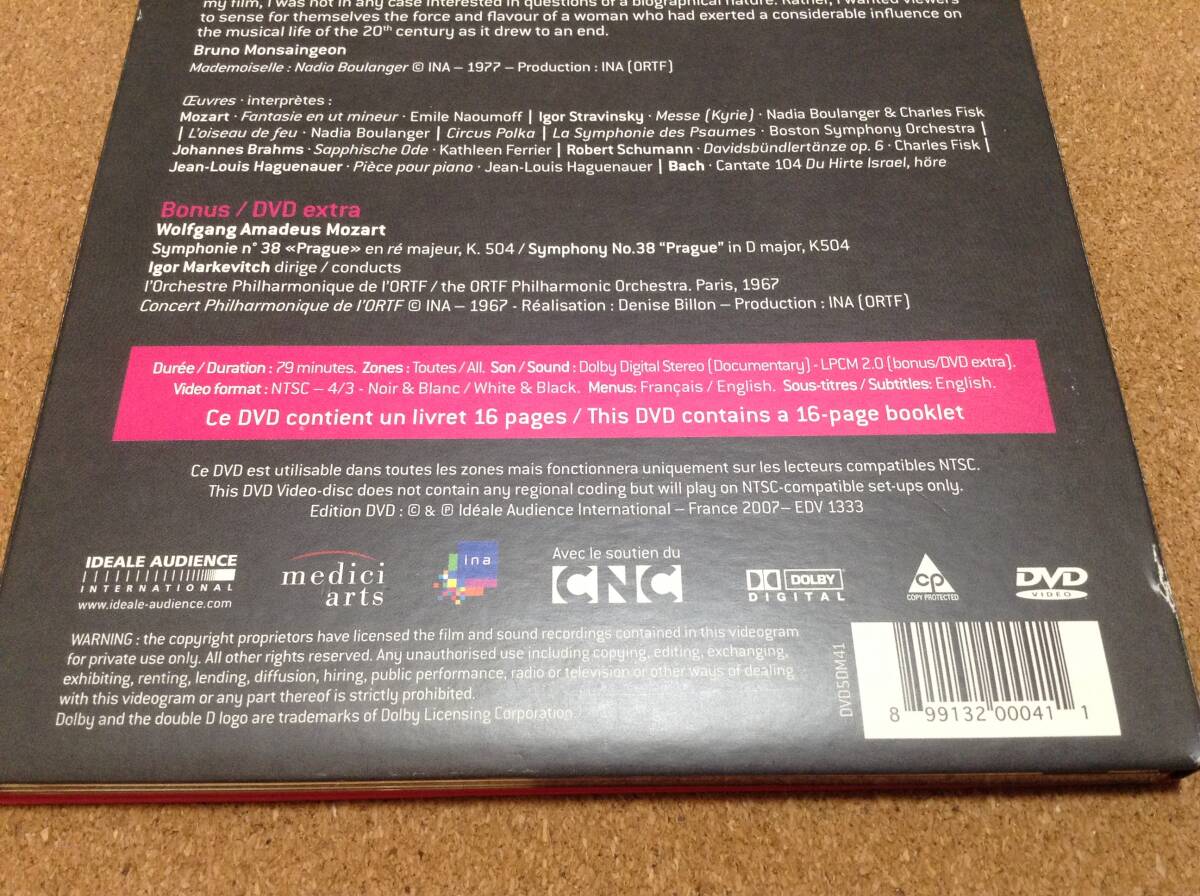 my film, I was not in any case interested in questions of a biographical nature. Rather, I wanted viewers
to sense for themselves the force and flavour of a woman who had exerted a considerable influence on
the musical life of the 20th century as it drew to an end.
Bruno Monsaingeon
Mademoiselle : Nadia Boulanger © INA – 1977 – Production : INA (ORTF)
Œuvres · interprètes :
Mozart · Fantasie en ut mineur · Emile Naoumoff | Igor Stravinsky · Messe (Kyrie) · Nadia Boulanger & Charles Fisk
| L'oiseau de feu · Nadia Boulanger | Circus Polka | La Symphonie des Psaumes · Boston Symphony Orchestra |
Johannes Brahms · Sapphische Ode · Kathleen Ferrier | Robert Schumann · Davidsbündlertänze op. 6 · Charles Fisk |
Jean-Louis Haguenauer · Pièce pour piano · Jean-Louis Haguenauer | Bach · Cantate 104 Du Hirte Israel, höre
Bonus / DVD extra
Wolfgang Amadeus Mozart
Symphonie n° 38 «Prague» en ré majeur, K. 504 / Symphony No.38 “Prague” in D major, K504
Igor Markevitch dirige / conducts
l'Orchestre Philharmonique de l'ORTF / the ORTF Philharmonic Orchestra. Paris, 1967
Concert Philharmonique de l'ORTF © INA – 1967 - Réalisation : Denise Billon – Production : INA (ORTF)
Durée / Duration : 79 minutes. Zones : Toutes / All. Son / Sound : Dolby Digital Stereo (Documentary) - LPCM 2.0 (bonus/DVD extra).
Video format : NTSC – 4/3 - Noir & Blanc / White & Black. Menus: Français / English. Sous-titres / Subtitles: English.
Ce DVD contient un livret 16 pages / This DVD contains a 16-page booklet
Ce DVD est utilisable dans toutes les zones mais fonctionnera uniquement sur les lecteurs compatibles NTSC.
This DVD Video-disc does not contain any regional coding but will play on NTSC-compatible set-ups only.
Edition DVD : © & ℗ Idéale Audience International – France 2007– EDV 1333
IDEALE AUDIENCE
INTERNATIONAL
www.ideale-audience.com
medici
arts
ina
Avec le soutien du
CNC
DOLBY
DIGITAL
CP
COPY PROTECTED
DVD
VIDEO
WARNING : the copyright proprietors have licensed the film and sound recordings contained in this videogram
for private use only. All other rights reserved. Any unauthorised use including copying, editing, exchanging,
exhibiting, renting, lending, diffusion, hiring, public performance, radio or television or other ways of dealing
with this videogram or any part thereof is strictly prohibited.
Dolby and the double D logo are trademarks of Dolby Licensing Corporation
DVD5DM41
8 99132 00041 1